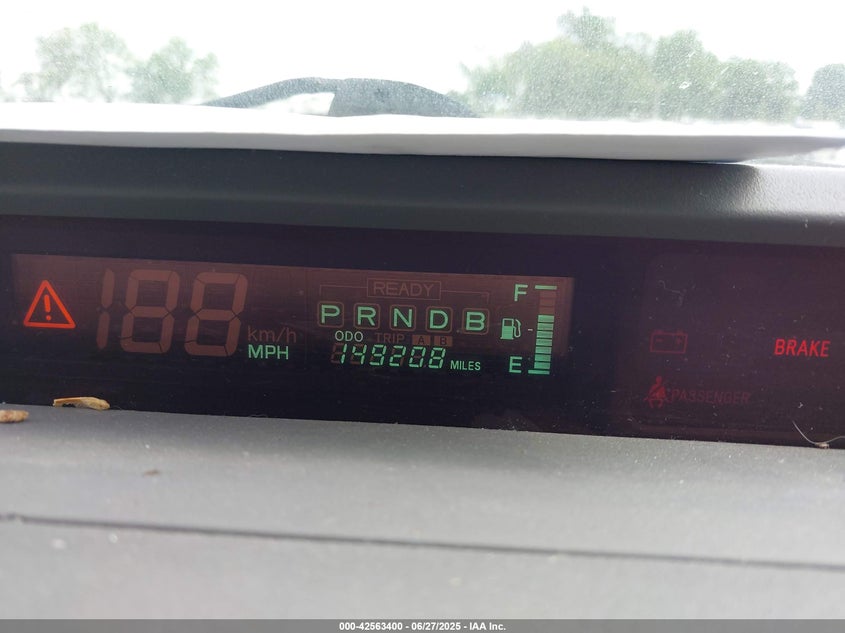 READY
188
km/h
MPH
P R N D B
ODO TRIP A B
149208 MILES
F
E
BRAKE
PASSENGER
000-42563400 - 06/27/2025 - IAA Inc.